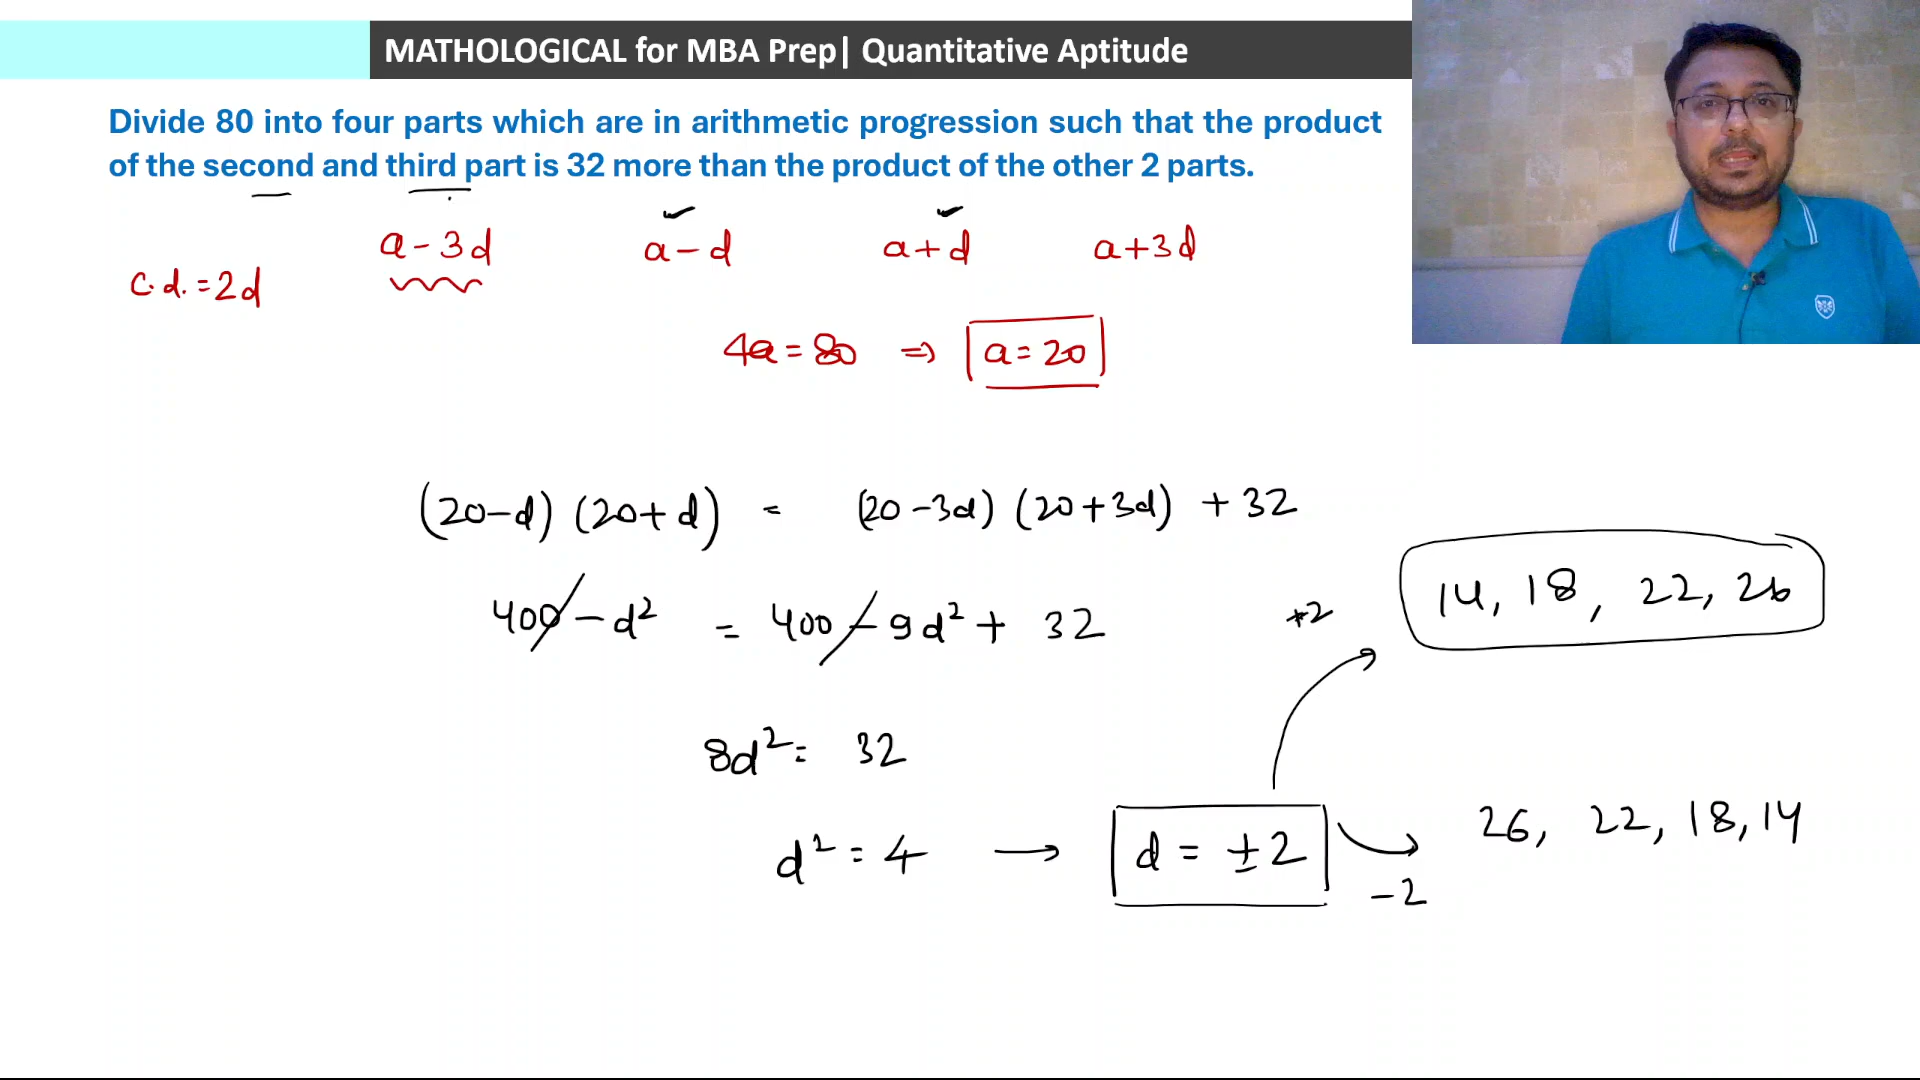 MATHOLOGICAL for MBA Prep| Quantitative Aptitude
Divide 80 into four parts which are in arithmetic progression such that the product
of the second and third part is 32 more than the product of the other 2 parts.
a - 3d a - d a + d a + 3d
c.d. = 2d
4a = 80 ⇒ a = 20
(20-d) (20+d) = (20-3d) (20+3d) + 32
14, 18, 22, 26
400 - d² = 400 - 9d² + 32
+2
8d² = 32
d² = 4 → d = ±2
26, 22, 18, 14
-2